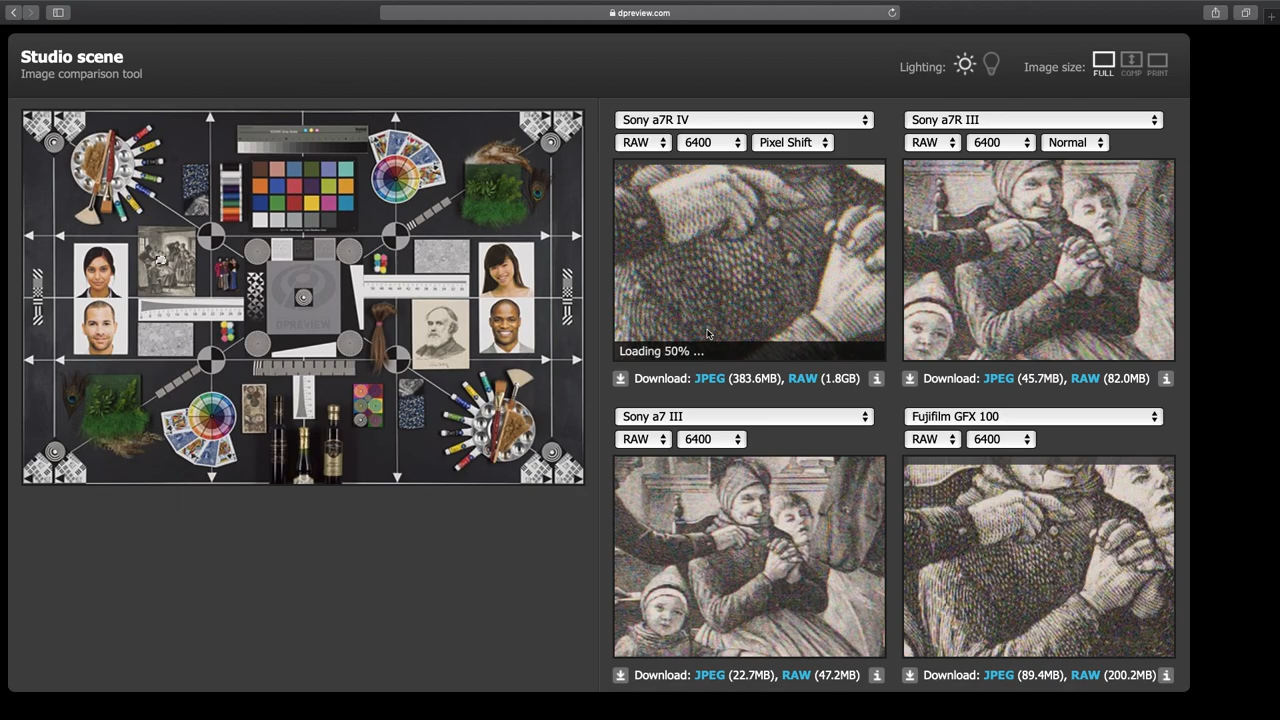 dpreview.com
Studio scene
Image comparison tool
Lighting:
Image size:
FULL COMP PRINT
Sony a7R IV
RAW 6400 Pixel Shift
Loading 50% ...
Download: JPEG (383.6MB), RAW (1.8GB)
Sony a7R III
RAW 6400 Normal
Download: JPEG (45.7MB), RAW (82.0MB)
Sony a7 III
RAW 6400
Download: JPEG (22.7MB), RAW (47.2MB)
Fujifilm GFX 100
RAW 6400
Download: JPEG (89.4MB), RAW (200.2MB)
DPREVIEW